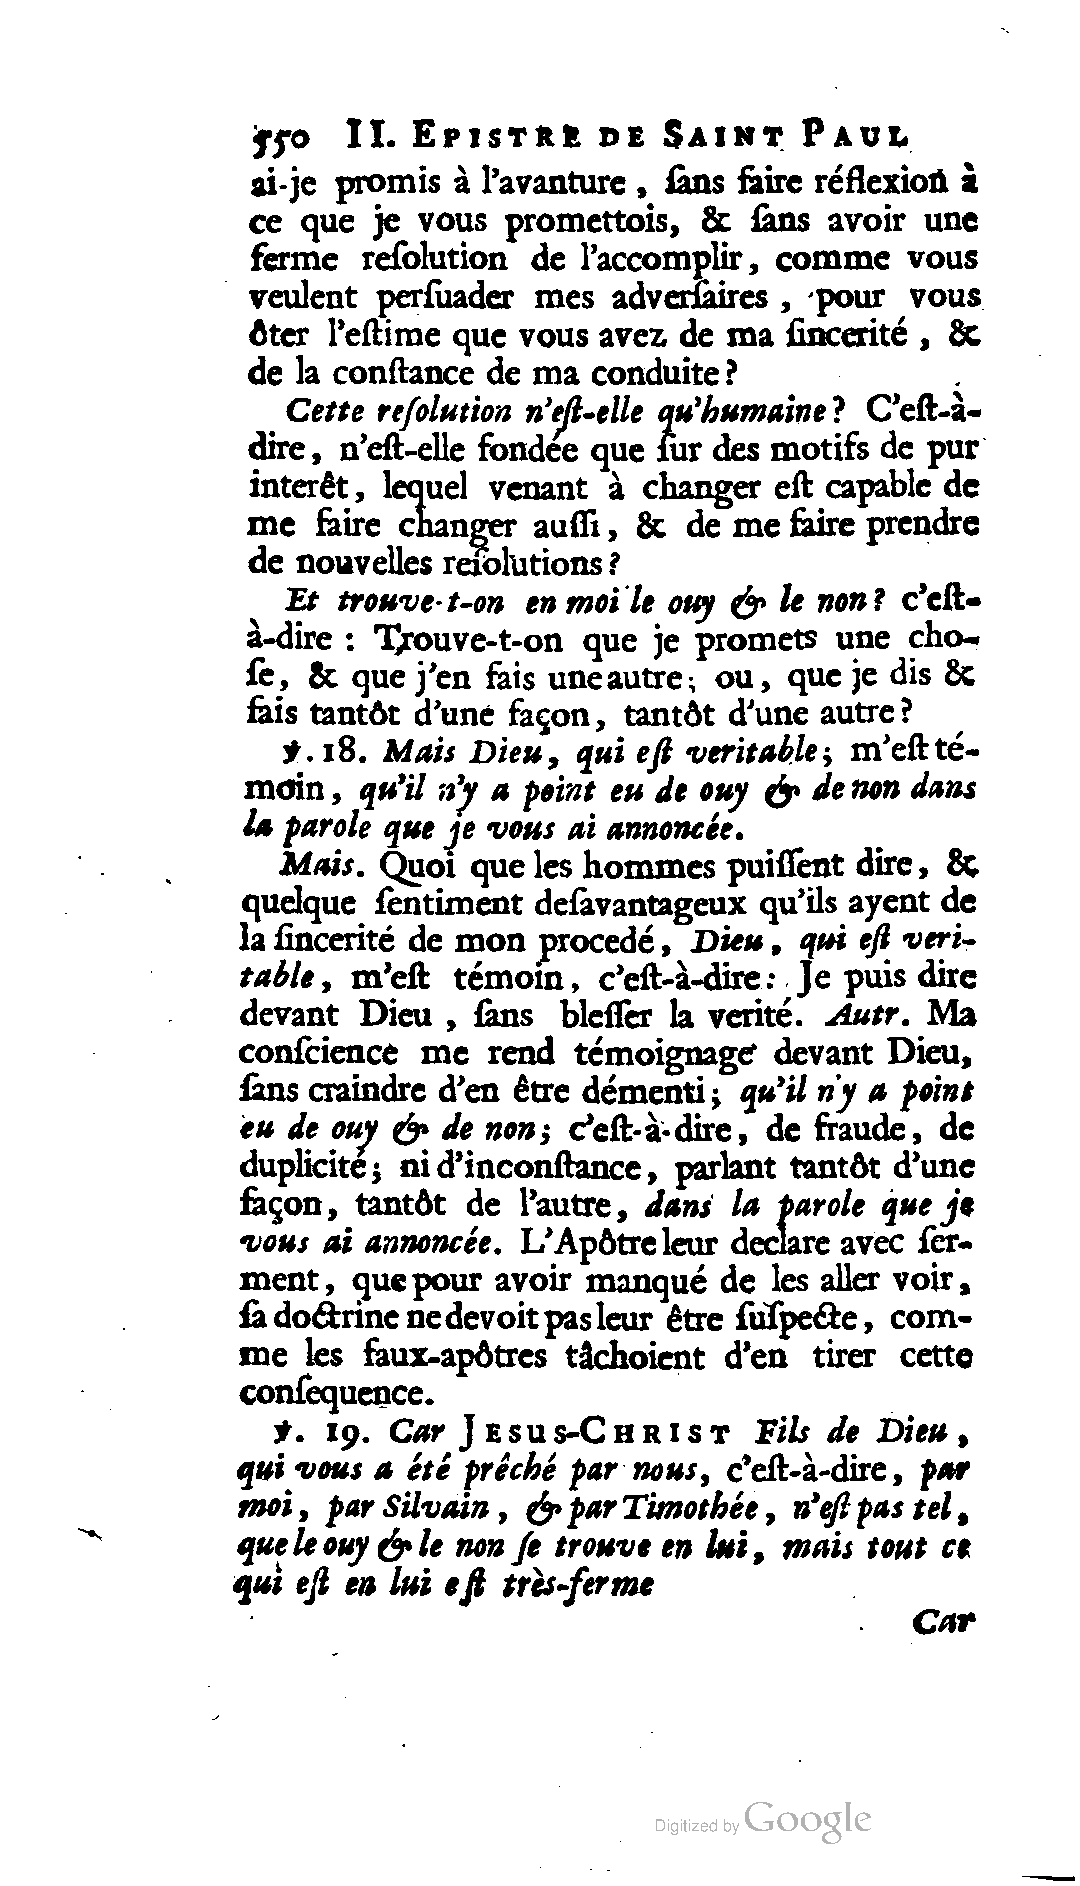 550 II. EPISTRE DE SAINT PAUL
ai-je promis à l'avanture, ſans faire réflexion à
ce que je vous promettois, & ſans avoir une
ferme reſolution de l'accomplir, comme vous
veulent perſuader mes adverſaires, pour vous
ôter l'eſtime que vous avez de ma ſincerité, &
de la conſtance de ma conduite?
Cette reſolution n'eſt-elle qu'humaine? C'eſt-à-
dire, n'eſt-elle fondée que ſur des motifs de pur
interêt, lequel venant à changer eſt capable de
me faire changer auſſi, & de me faire prendre
de nouvelles reſolutions?
Et trouve-t-on en moi le ouy & le non? c'eſt-
à-dire : Trouve-t-on que je promets une cho-
ſe, & que j'en fais une autre; ou, que je dis &
fais tantôt d'une façon, tantôt d'une autre?
℣. 18. Mais Dieu, qui eſt veritable; m'eſt té-
moin, qu'il n'y a point eu de ouy & de non dans
la parole que je vous ai annoncée.
Mais. Quoi que les hommes puiſſent dire, &
quelque ſentiment deſavantageux qu'ils ayent de
la ſincerité de mon procedé, Dieu, qui eſt veri-
table, m'eſt témoin, c'eſt-à-dire: Je puis dire
devant Dieu, ſans bleſſer la verité. Autr. Ma
conſcience me rend témoignage devant Dieu,
ſans craindre d'en être démenti; qu'il n'y a point
eu de ouy & de non; c'eſt-à-dire, de fraude, de
duplicité; ni d'inconſtance, parlant tantôt d'une
façon, tantôt de l'autre, dans la parole que je
vous ai annoncée. L'Apôtre leur declare avec ſer-
ment, que pour avoir manqué de les aller voir,
ſa doctrine ne devoit pas leur être ſuſpecte, com-
me les faux-apôtres tâchoient d'en tirer cette
conſequence.
℣. 19. Car JESUS-CHRIST Fils de Dieu,
qui vous a été prêché par nous, c'eſt-à-dire, par
moi, par Silvain, & par Timothée, n'eſt pas tel,
que le ouy & le non ſe trouve en lui, mais tout ce
qui eſt en lui eſt très-ferme
Car
Digitized by Google